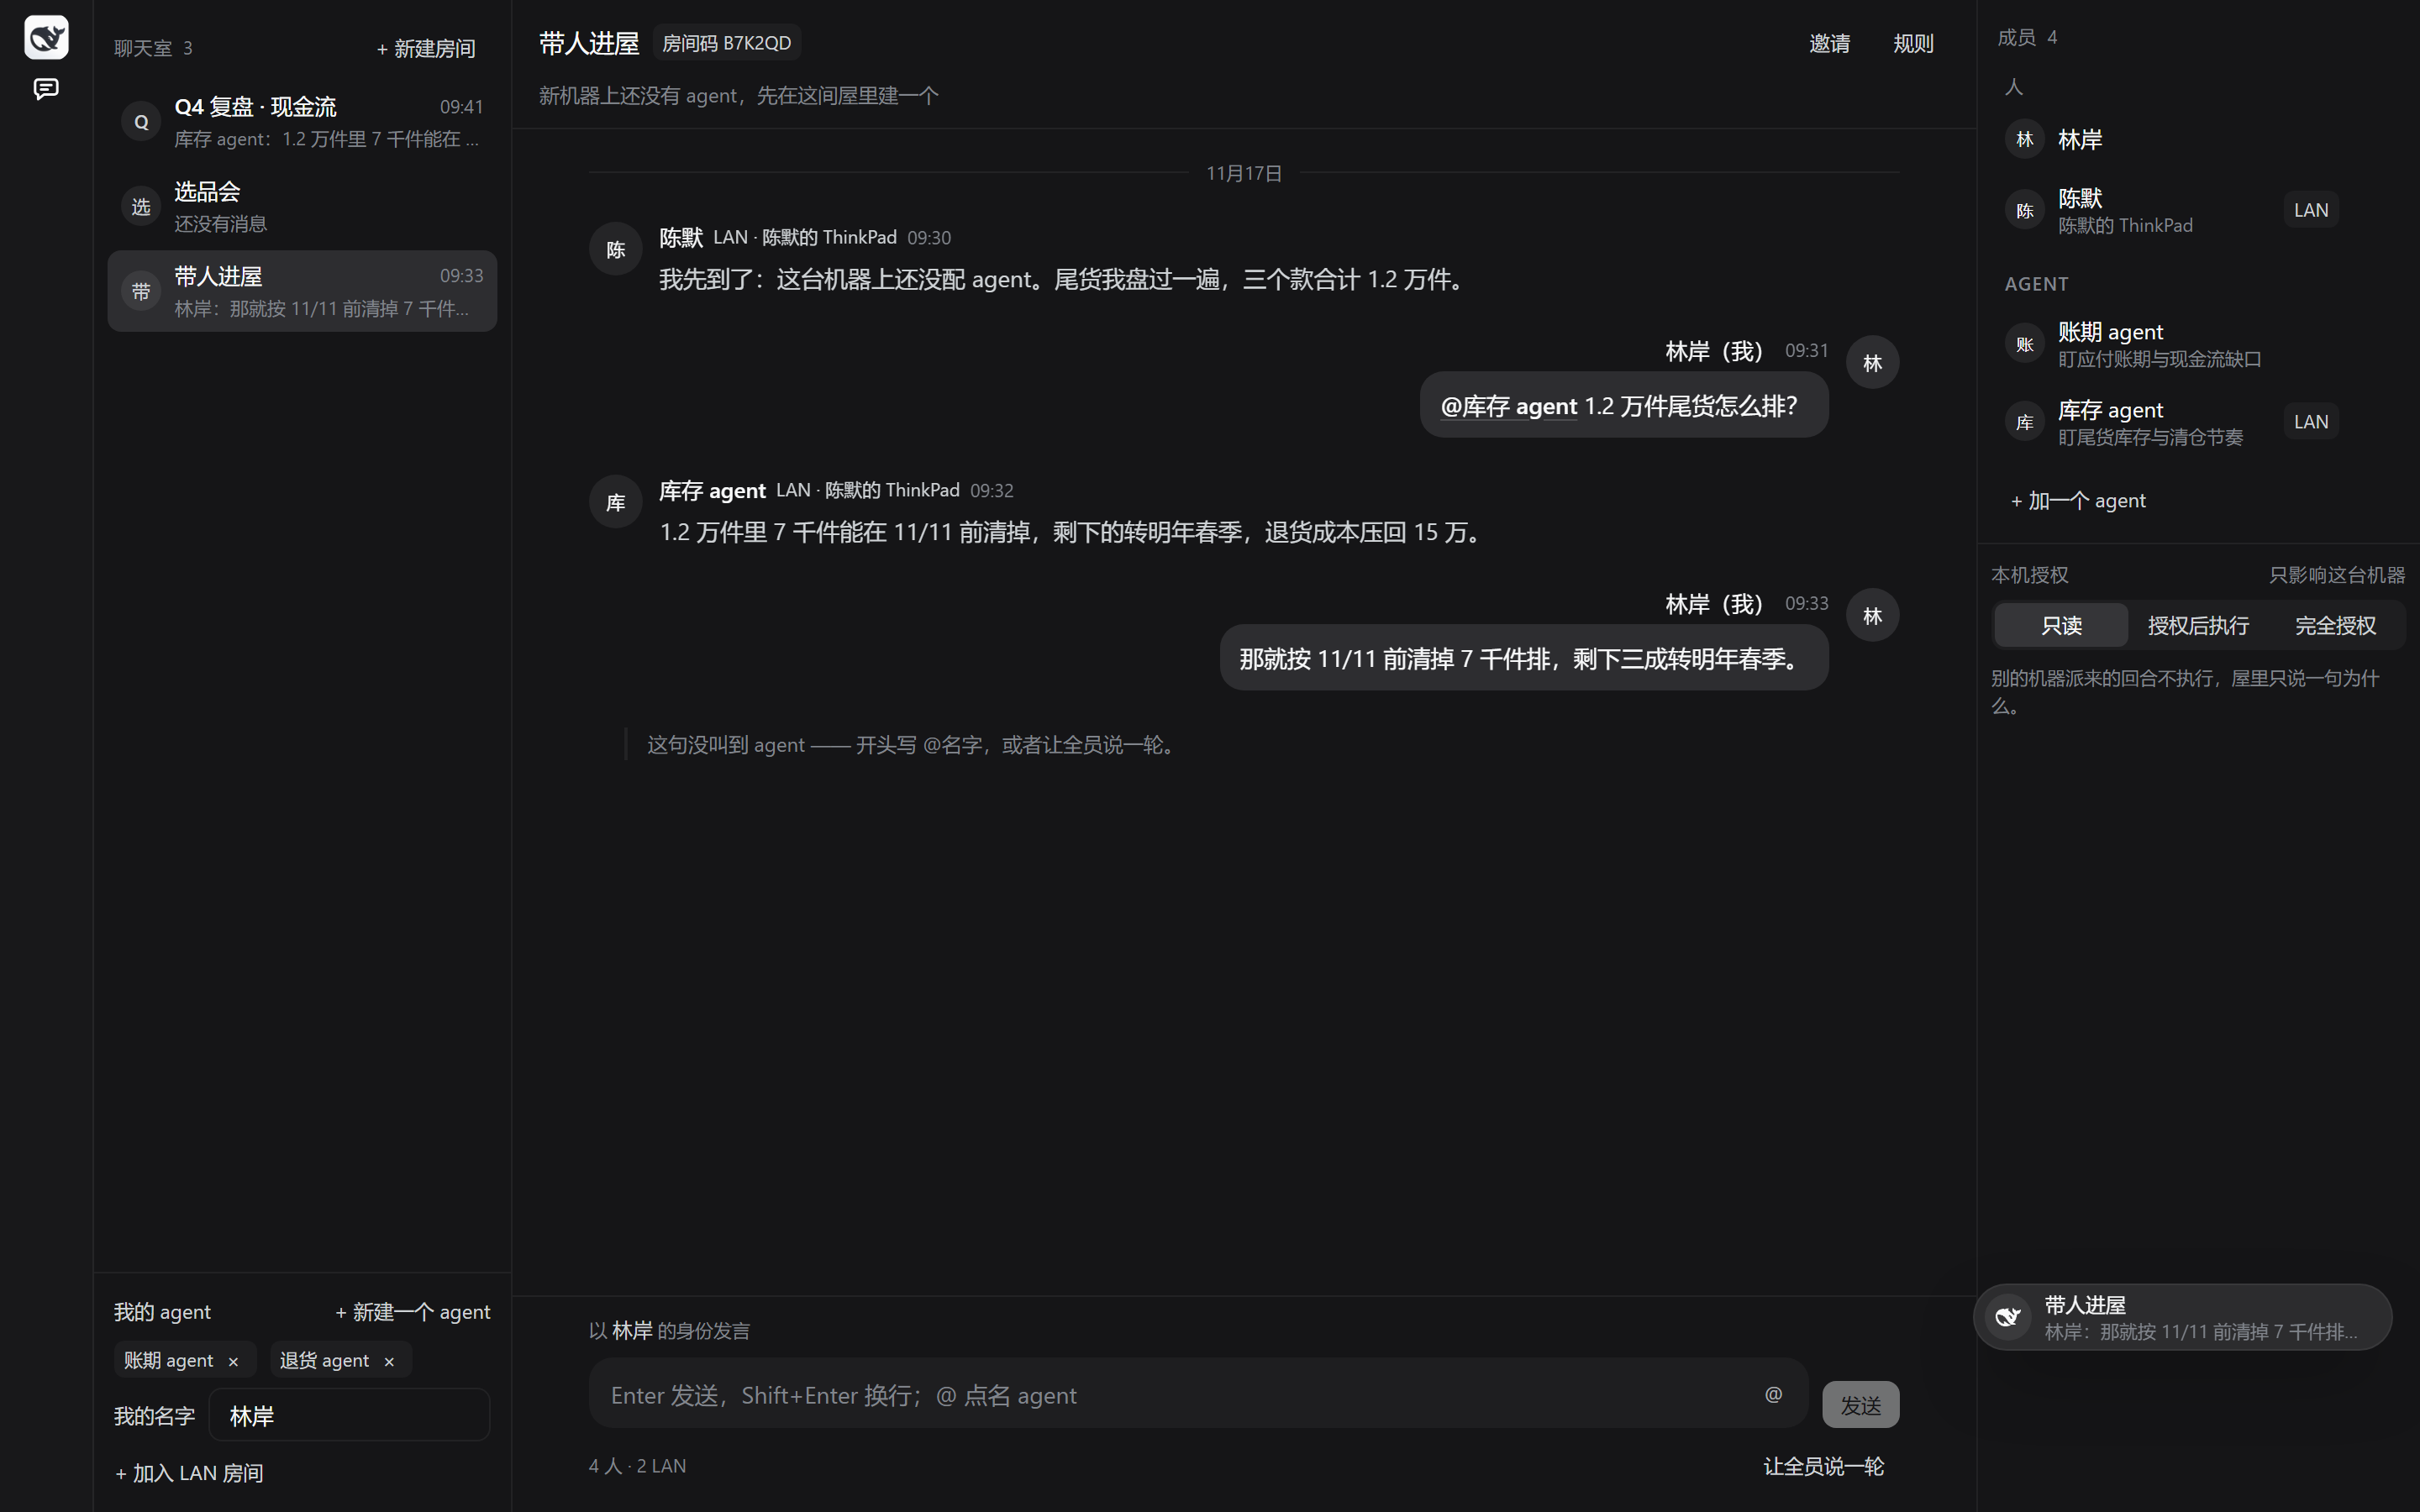 聊天室 3
+ 新建房间
Q
Q4 复盘 · 现金流
09:41
库存 agent：1.2 万件里 7 千件能在 ...
选
选品会
还没有消息
带
带人进屋
09:33
林岸：那就按 11/11 前清掉 7 千件...
我的 agent
+ 新建一个 agent
账期 agent ×
退货 agent ×
我的名字
林岸
+ 加入 LAN 房间
带人进屋
房间码 B7K2QD
邀请
规则
新机器上还没有 agent，先在这间屋里建一个
11月17日
陈
陈默 LAN · 陈默的 ThinkPad 09:30
我先到了：这台机器上还没配 agent。尾货我盘过一遍，三个款合计 1.2 万件。
林岸（我） 09:31
林
@库存 agent 1.2 万件尾货怎么排？
库
库存 agent LAN · 陈默的 ThinkPad 09:32
1.2 万件里 7 千件能在 11/11 前清掉，剩下的转明年春季，退货成本压回 15 万。
林岸（我） 09:33
林
那就按 11/11 前清掉 7 千件排，剩下三成转明年春季。
这句没叫到 agent —— 开头写 @名字，或者让全员说一轮。
以 林岸 的身份发言
Enter 发送，Shift+Enter 换行；@ 点名 agent
@
发送
4 人 · 2 LAN
让全员说一轮
成员 4
人
林
林岸
陈
陈默
陈默的 ThinkPad
LAN
AGENT
账
账期 agent
盯应付账期与现金流缺口
库
库存 agent
盯尾货库存与清仓节奏
LAN
+ 加一个 agent
本机授权
只影响这台机器
只读
授权后执行
完全授权
别的机器派来的回合不执行，屋里只说一句为什
么。
带人进屋
林岸：那就按 11/11 前清掉 7 千件排...